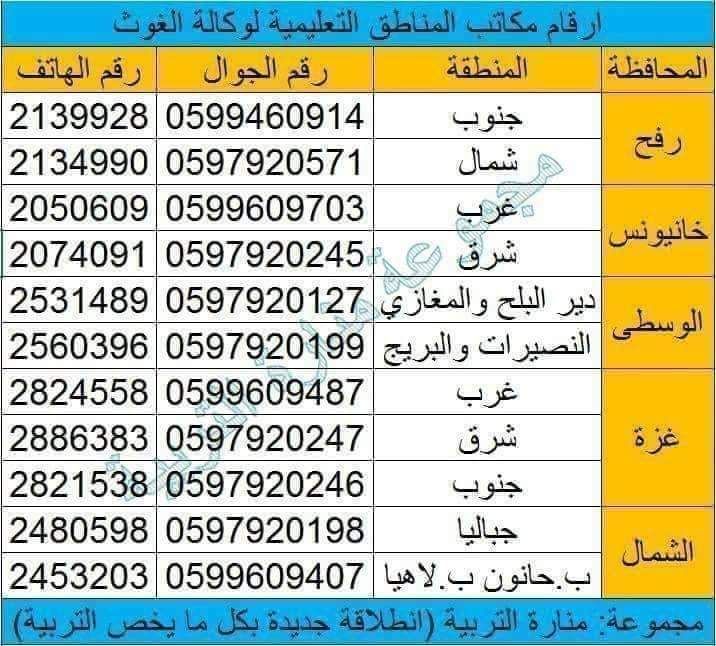 ارقام مكاتب المناطق التعليمية لوكالة الغوث
المحافظة المنطقة رقم الجوال رقم الهاتف
رفح
جنوب 0599460914 2139928
شمال 0597920571 2134990
خانيونس
غرب 0599609703 2050609
شرق 0597920245 2074091
الوسطى
دير البلح والمغازي 0597920127 2531489
النصيرات والبريج 0597920199 2560396
غزة
غرب 0599609487 2824558
شرق 0597920247 2886383
جنوب 0597920246 2821538
الشمال
جباليا 0597920198 2480598
ب.حانون ب.لاهيا 0599609407 2453203
مجموعة منارة التربية
مجموعة: منارة التربية (انطلاقة جديدة بكل ما يخص التربية)